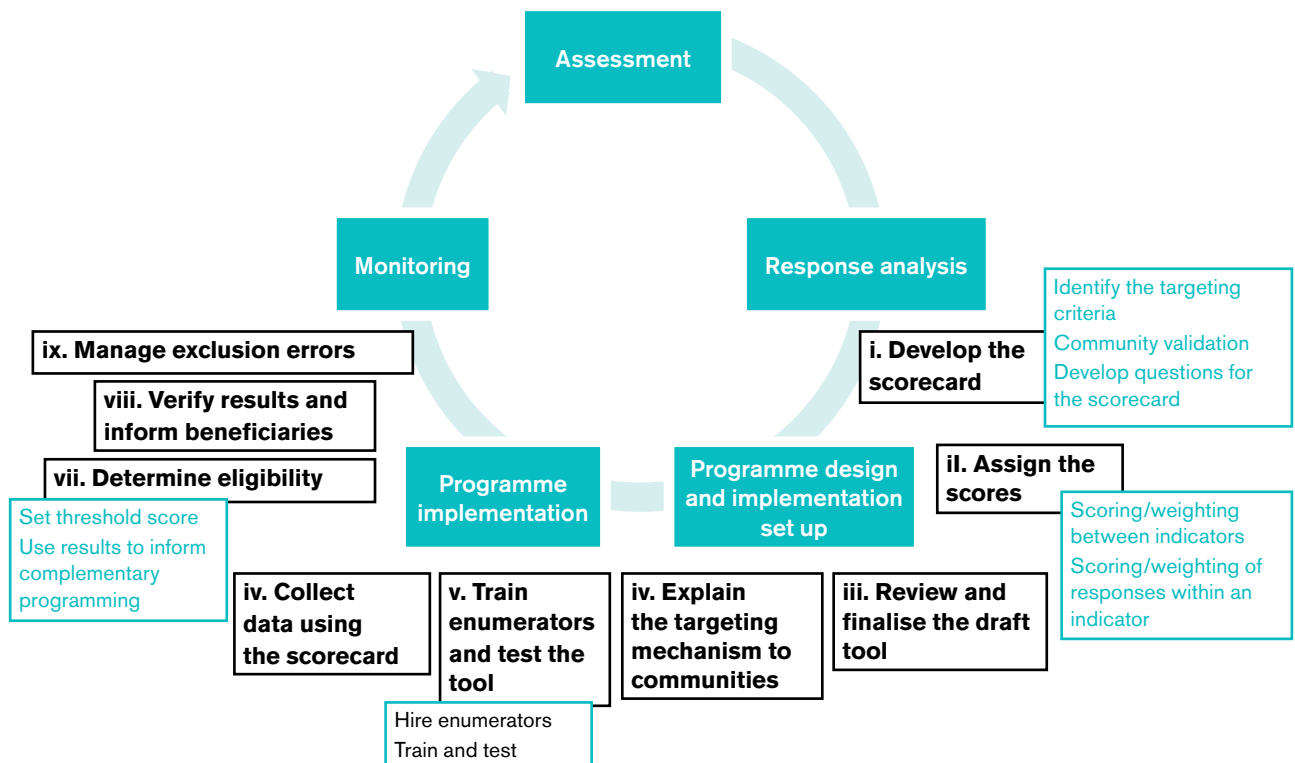 Assessment
Response analysis
Identify the targeting
criteria
Community validation
Develop questions for
the scorecard
i. Develop the
scorecard
Programme design
and implementation
set up
iI. Assign the
scores
Scoring/weighting
between indicators
Scoring/weighting of
responses within an
indicator
iii. Review and
finalise the draft
tool
iv. Explain
the targeting
mechanism to
communities
v. Train
enumerators
and test the
tool
Hire enumerators
Train and test
iv. Collect
data using
the scorecard
Programme
implementation
vii. Determine eligibility
Set threshold score
Use results to inform
complementary
programming
viii. Verify results and
inform beneficiaries
ix. Manage exclusion errors
Monitoring